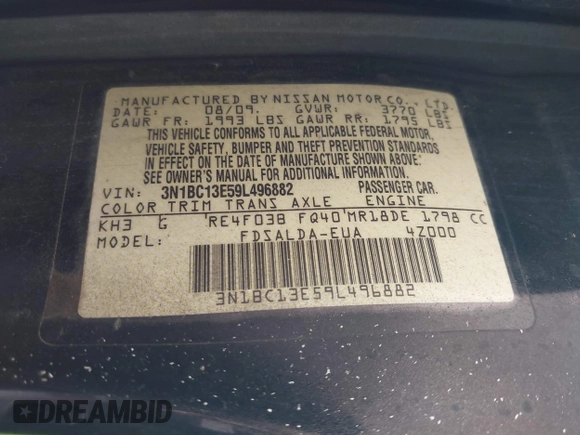 MANUFACTURED BY NISSAN MOTOR CO., LTD.
DATE: 08/09. GVWR: 3770 LBS
GAWR FR: 1993 LBS GAWR RR: 1795 LBS
THIS VEHICLE CONFORMS TO ALL APPLICABLE FEDERAL MOTOR
VEHICLE SAFETY, BUMPER AND THEFT PREVENTION STANDARDS
IN EFFECT ON THE DATE OF MANUFACTURE SHOWN ABOVE.
SEE OWNER'S MANUAL FOR ADDITIONAL INFORMATION.
VIN: 3N1BC13E59L496882 PASSENGER CAR.
COLOR TRIM TRANS AXLE ENGINE
KH3 G RE4F03B FQ40 MR18DE 1798 CC
MODEL: FDSALDA-EUA 4Z000
3N1BC13E59L496882
DREAMBID